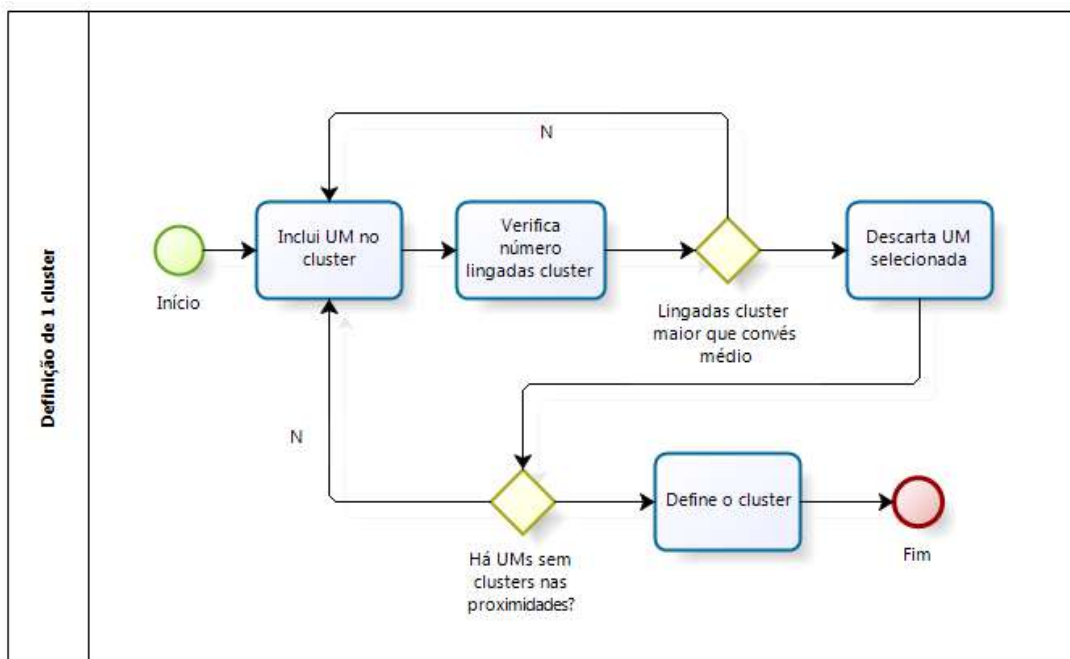 Definição de 1 cluster
N
Início
Inclui UM no
cluster
Verifica
número
lingadas cluster
Lingadas cluster
maior que convés
médio
Descarta UM
selecionada
N
Há UMs sem
clusters nas
proximidades?
Define o cluster
Fim